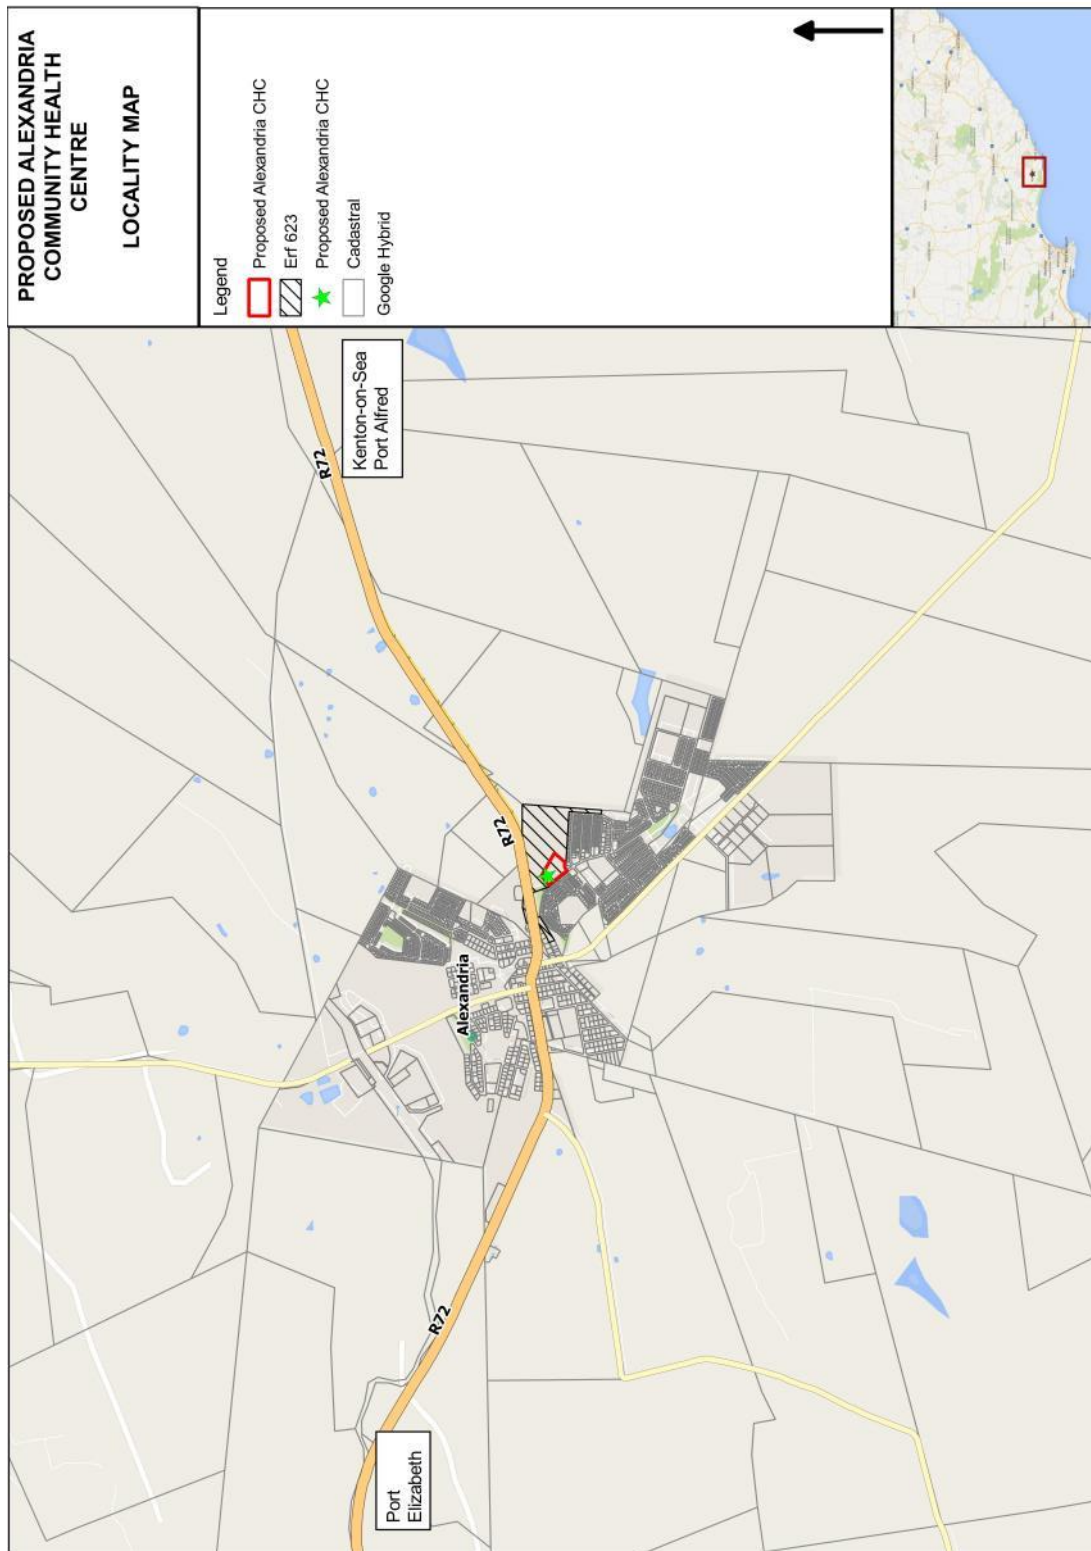 PROPOSED ALEXANDRIA
COMMUNITY HEALTH
CENTRE
LOCALITY MAP
Legend
Proposed Alexandria CHC
Erf 623
Proposed Alexandria CHC
Cadastral
Google Hybrid
Kenton-on-Sea
Port Alfred
R72
R72
Alexandria
R72
Port
Elizabeth